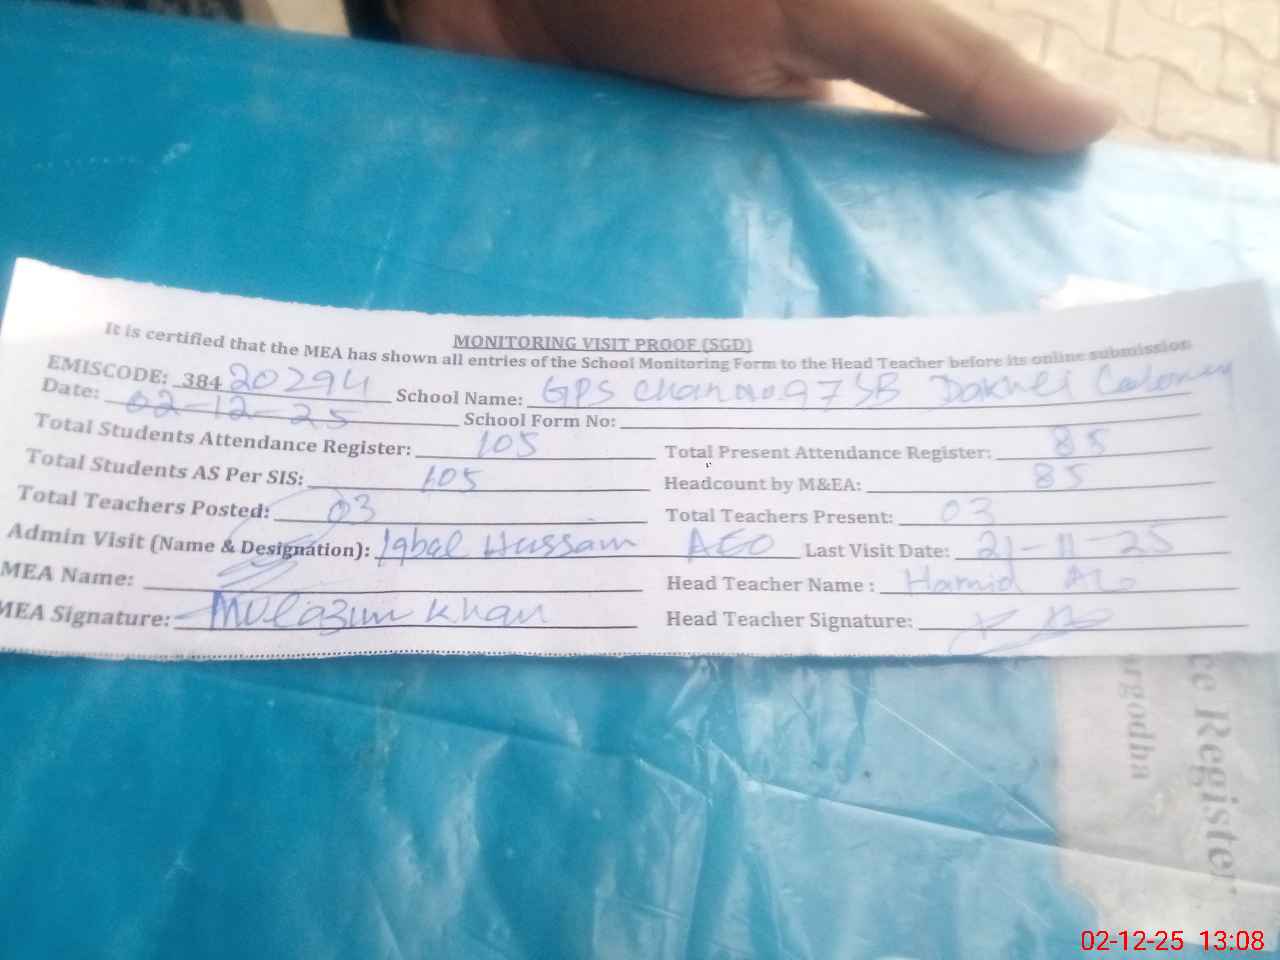 MONITORING VISIT PROOF (SGD)
It is certified that the MEA has shown all entries of the School Monitoring Form to the Head Teacher before its online submission
EMISCODE: 384 20294 School Name: GPS Chak no. 97 SB Dakhli Colony
Date: 02-12-25 School Form No:
Total Students Attendance Register: 105 Total Present Attendance Register: 85
Total Students AS Per SIS: 105 Headcount by M&EA: 85
Total Teachers Posted: 03 Total Teachers Present: 03
Admin Visit (Name & Designation): Iqbal Hussain AEO Last Visit Date: 21-11-25
MEA Name: Head Teacher Name : Hamid
MEA Signature: Mulazim Khan Head Teacher Signature:
ce Register
argodha
02-12-25 13:08